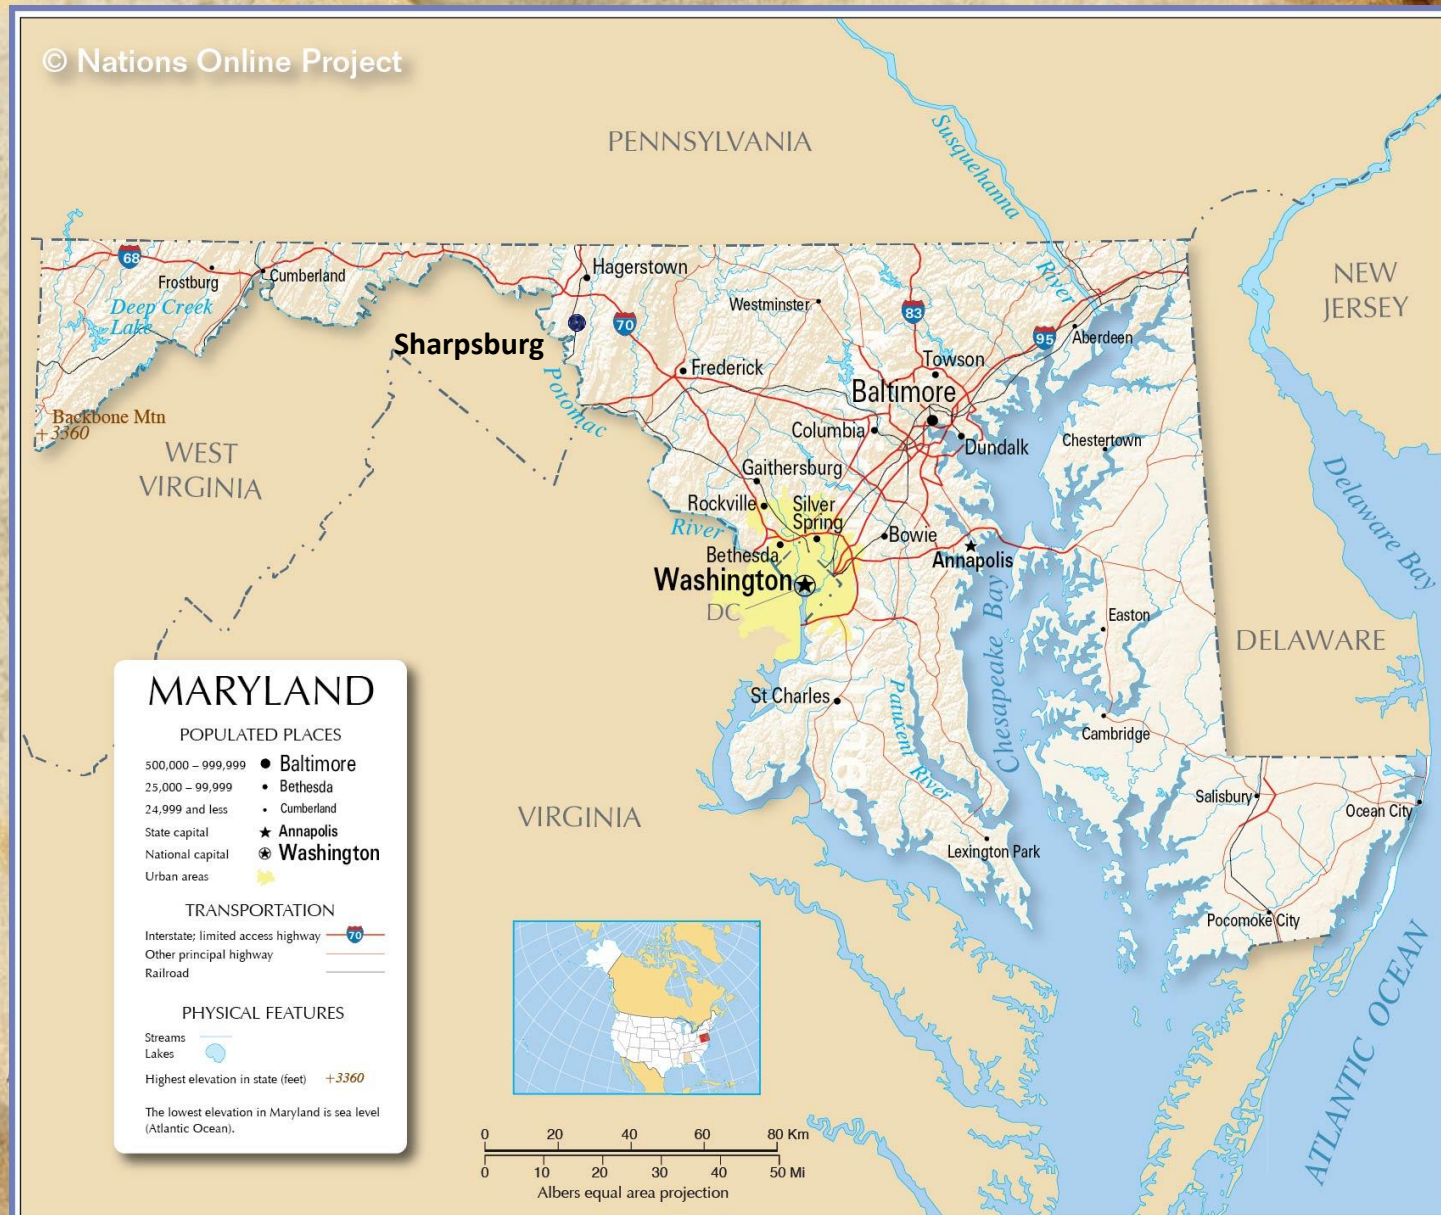 © Nations Online Project
PENNSYLVANIA
Susquehanna
River
NEW
JERSEY
68
Frostburg
Cumberland
Deep Creek
Lake
Hagerstown
Westminster
70
83
95
Aberdeen
Sharpsburg
Frederick
Towson
Baltimore
Potomac
River
Backbone Mtn
+3360
WEST
VIRGINIA
Columbia
Dundalk
Chestertown
Gaithersburg
Rockville
Silver
Spring
Bethesda
Bowie
Annapolis
Washington
DC
Delaware Bay
Chesapeake Bay
Easton
DELAWARE
St Charles
Patuxent River
Cambridge
VIRGINIA
Salisbury
Ocean City
Lexington Park
Pocomoke City
ATLANTIC OCEAN
MARYLAND
POPULATED PLACES
500,000 – 999,999 Baltimore
25,000 – 99,999 Bethesda
24,999 and less Cumberland
State capital Annapolis
National capital Washington
Urban areas
TRANSPORTATION
Interstate; limited access highway 70
Other principal highway
Railroad
PHYSICAL FEATURES
Streams
Lakes
Highest elevation in state (feet) +3360
The lowest elevation in Maryland is sea level
(Atlantic Ocean).
0 20 40 60 80 Km
0 10 20 30 40 50 Mi
Albers equal area projection